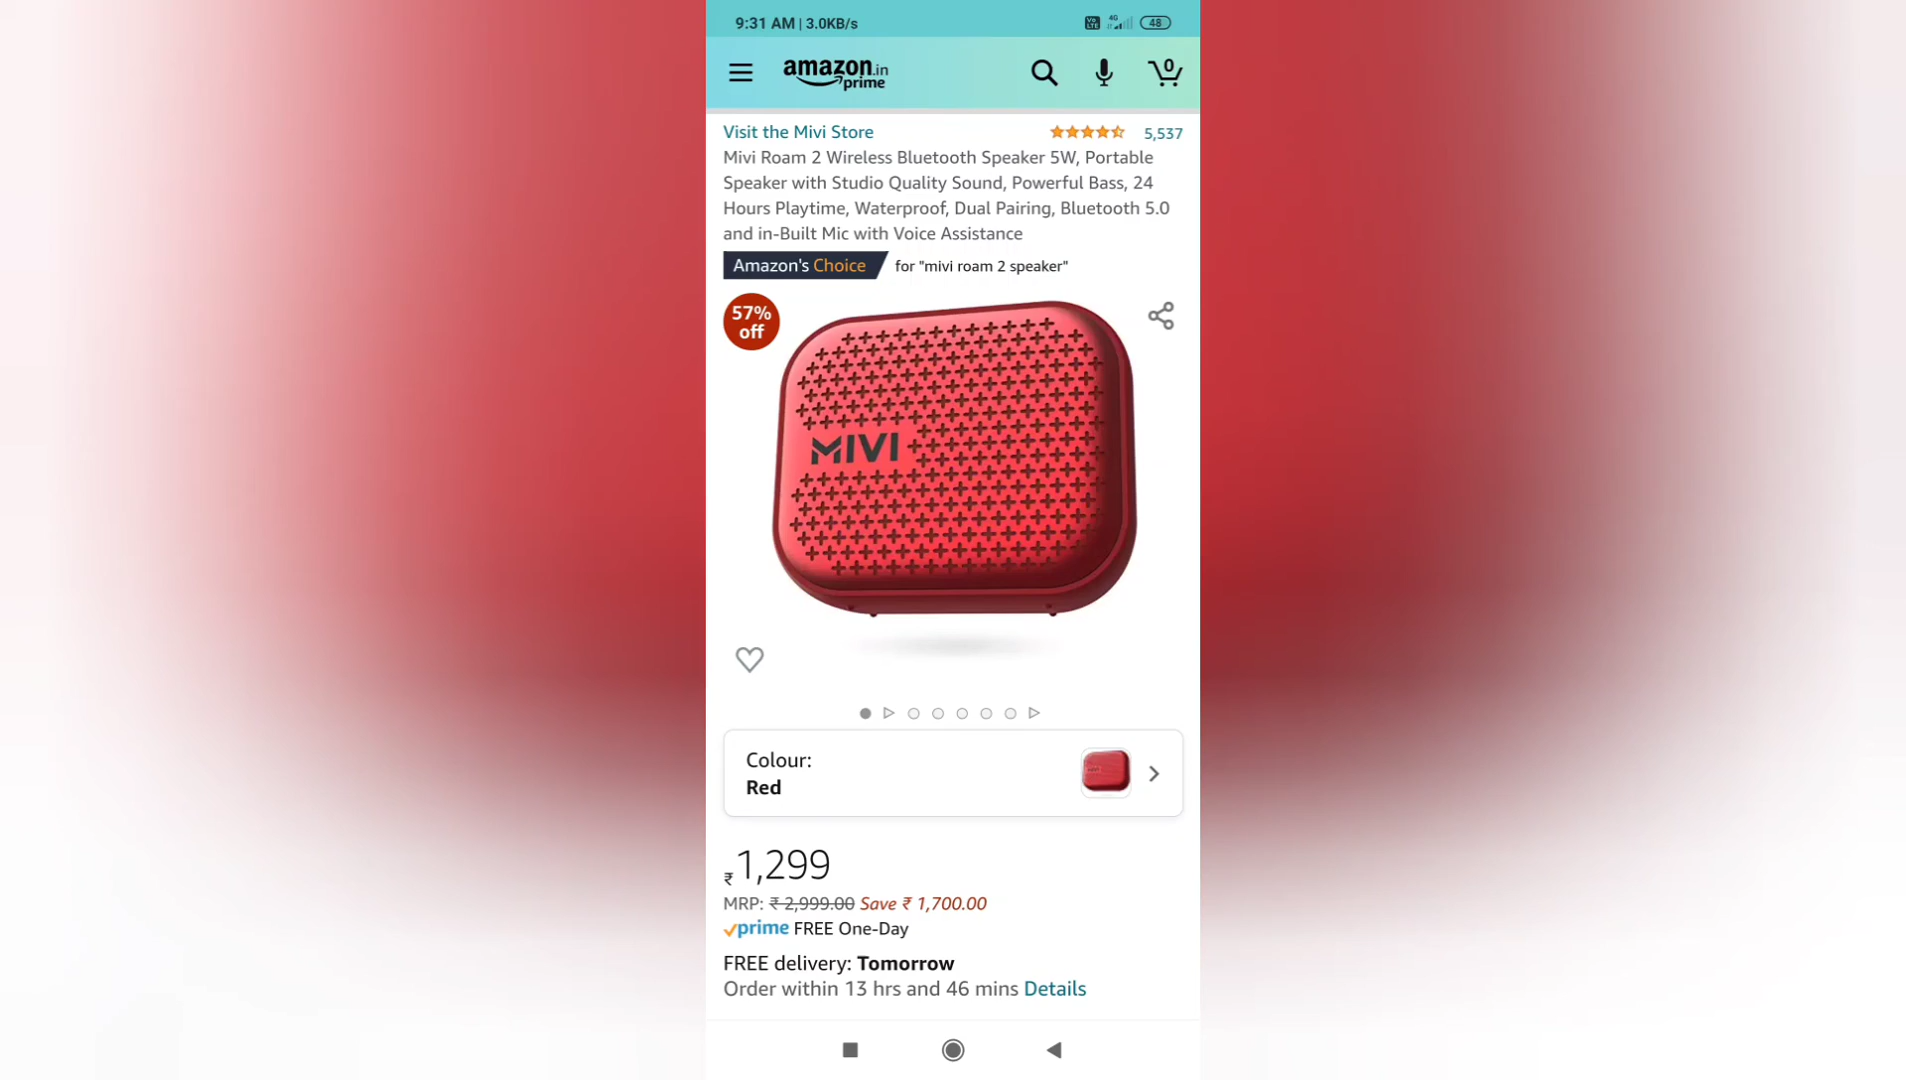 9:31 AM | 3.0KB/s
Vo LTE 4G 48
amazon.in
prime
0
Visit the Mivi Store 5,537
Mivi Roam 2 Wireless Bluetooth Speaker 5W, Portable
Speaker with Studio Quality Sound, Powerful Bass, 24
Hours Playtime, Waterproof, Dual Pairing, Bluetooth 5.0
and in-Built Mic with Voice Assistance
Amazon's Choice for "mivi roam 2 speaker"
57%
off
MIVI
Colour:
Red
₹1,299
MRP: ₹ 2,999.00 Save ₹ 1,700.00
prime FREE One-Day
FREE delivery: Tomorrow
Order within 13 hrs and 46 mins Details